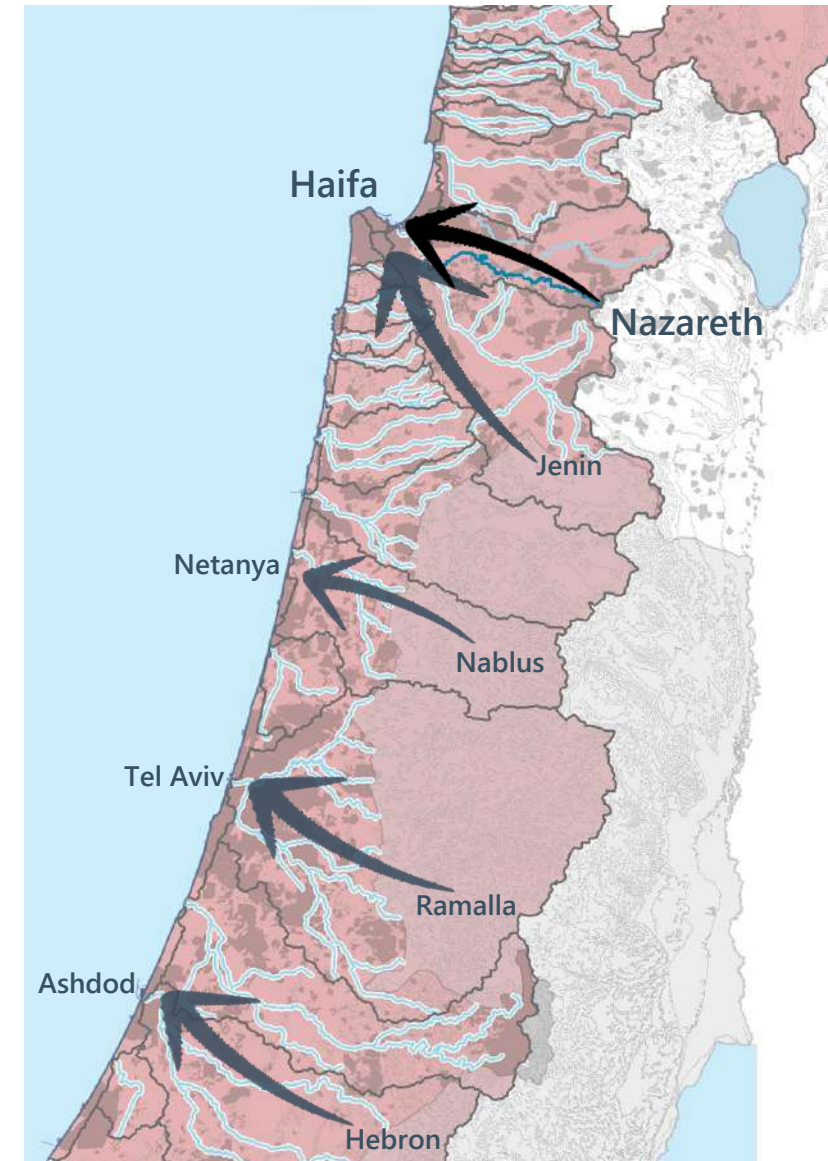 Haifa
Nazareth
Jenin
Netanya
Nablus
Tel Aviv
Ramalla
Ashdod
Hebron